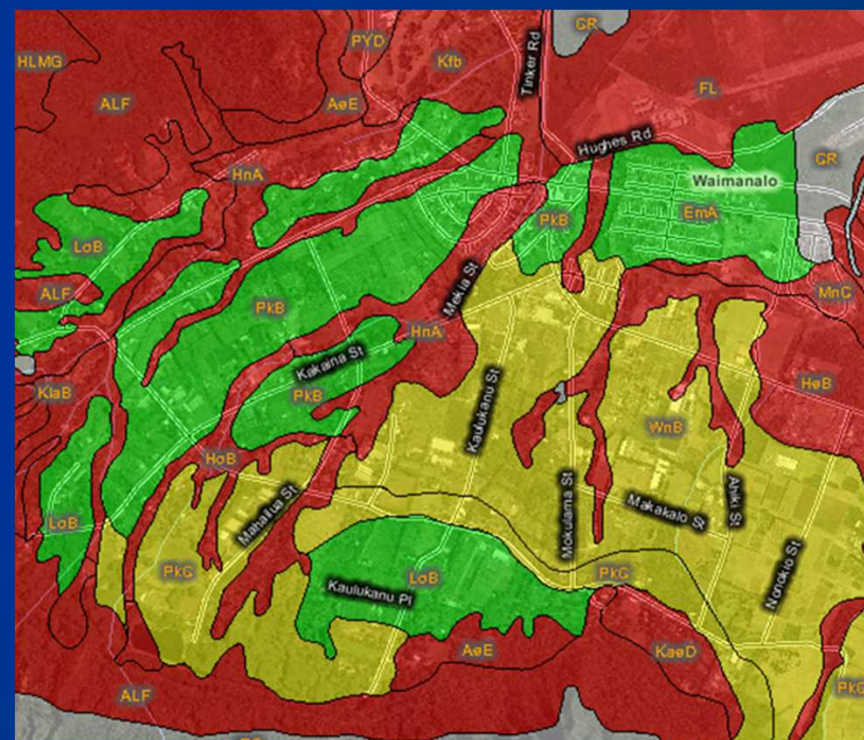 GR
PYD
HLMG
Kfb
Tinker Rd
FL
ALF
AeE
Hughes Rd
GR
HnA
Waimanalo
PkB
EmA
LoB
ALF
Mekia St
MnC
PkB
HnA
Kakaina St
KlaB
PkB
HeB
Kaulukanu St
WnB
HoB
Mahailua St
Mokulama St
Makakalo St
Ahiki St
LoB
PkC
LoB
PkC
Nonokio St
Kaulukanu Pl
AeE
KaeD
ALF
PkC